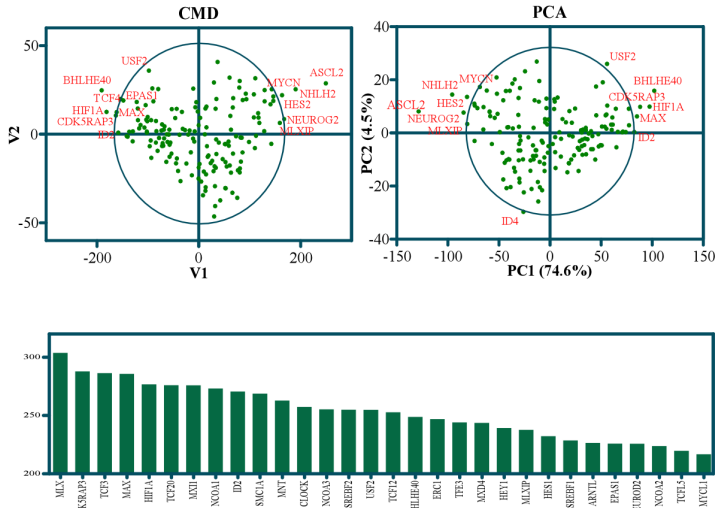 CMD
PCA
50
0
-50
V2
-200
0
200
V1
USF2
BHLHE40
TCF4
EPAS1
HIF1A
MAX
CDK5RAP3
ID2
ASCL2
MYCN
NHLH2
HES2
NEUROG2
MLXIP
40
20
0
-20
-40
PC2 (4.5%)
-150
-100
-50
0
50
100
150
PC1 (74.6%)
USF2
MYCN
NHLH2
BHLHE40
ASCL2
HES2
CDK5RAP3
HIF1A
NEUROG2
MAX
MLXIP
ID2
ID4
300
250
200
MLX
K5RAP3
TCF3
MAX
HIF1A
TCF20
MXI1
NCOA1
ID2
SMC1A
MNT
CLOCK
NCOA3
SREBF2
USF2
TCF12
HLHE40
ERC1
TFE3
MXD4
HEY1
MLXIP
HES1
SREBF1
ARNTL
EPAS1
EUROD2
NCOA2
TCFL5
MYCL1